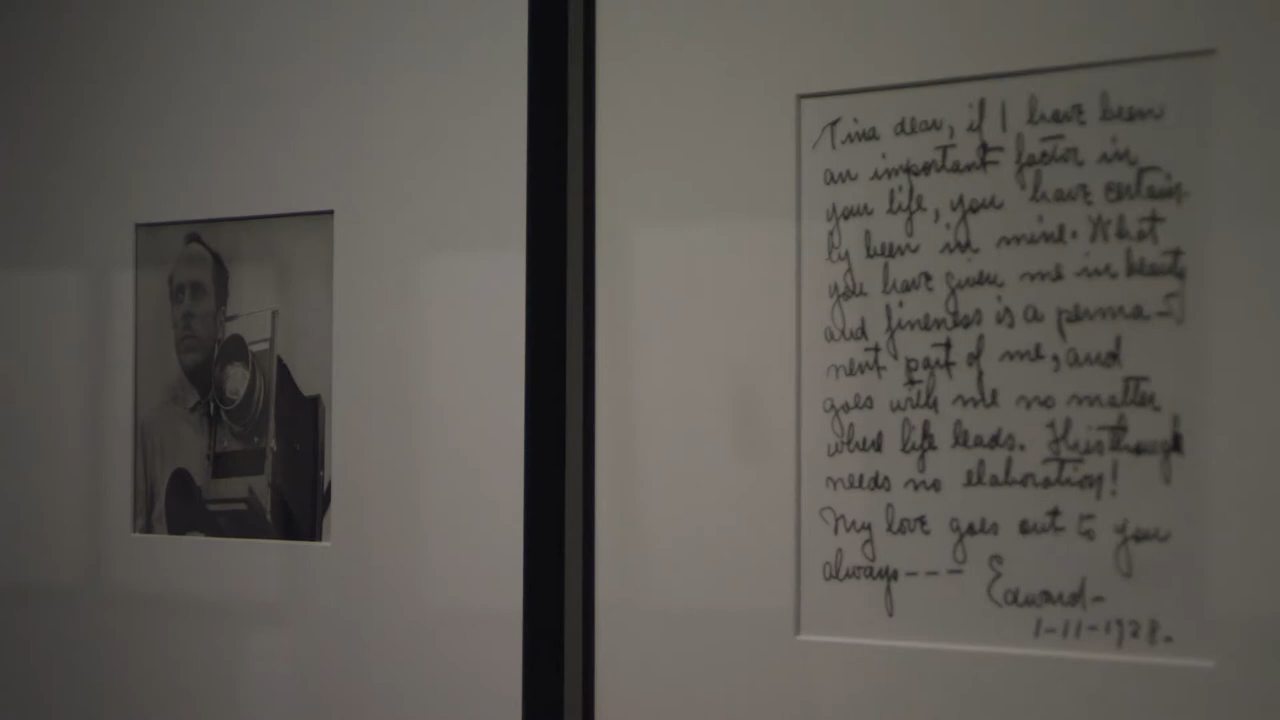 Tina dear, if I have been
an important factor in
your life, you have certain-
ly been in mine. What
you have given me in beauty
and fineness is a perma-
nent part of me, and
goes with me no matter
where life leads. This though
needs no elaboration!
My love goes out to you
always---
Edward-
1-11-1928.